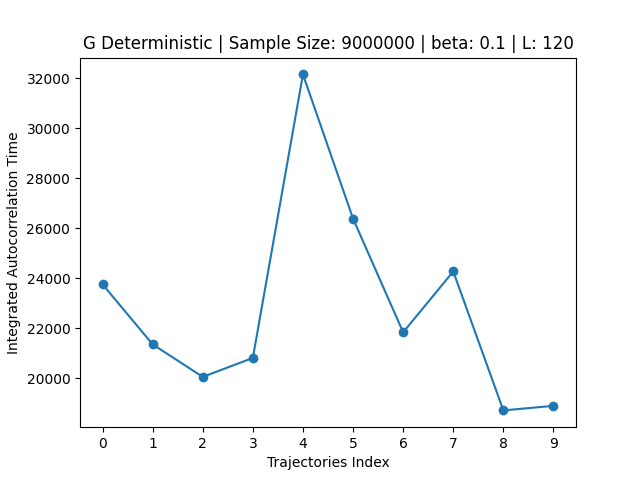 G Deterministic | Sample Size: 9000000 | beta: 0.1 | L: 120
Integrated Autocorrelation Time
32000
30000
28000
26000
24000
22000
20000
0 1 2 3 4 5 6 7 8 9
Trajectories Index